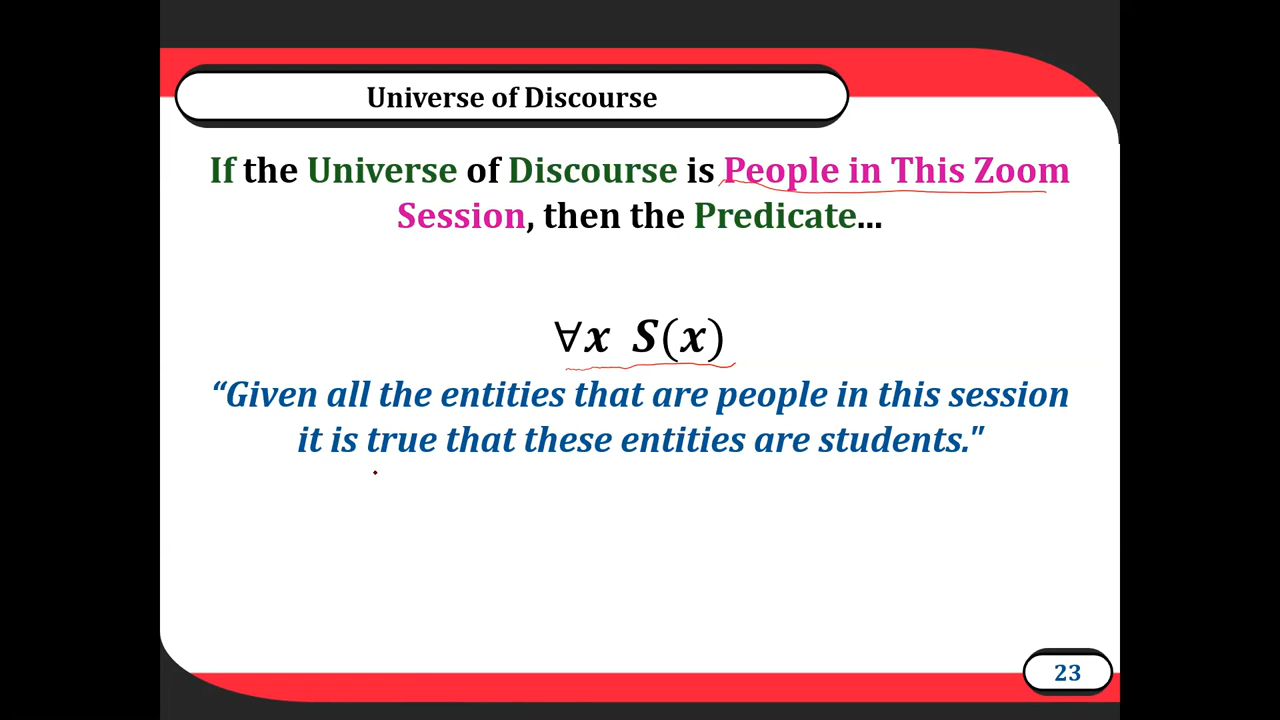 Universe of Discourse
If the Universe of Discourse is People in This Zoom
Session, then the Predicate...
∀x S(x)
“Given all the entities that are people in this session
it is true that these entities are students."
23